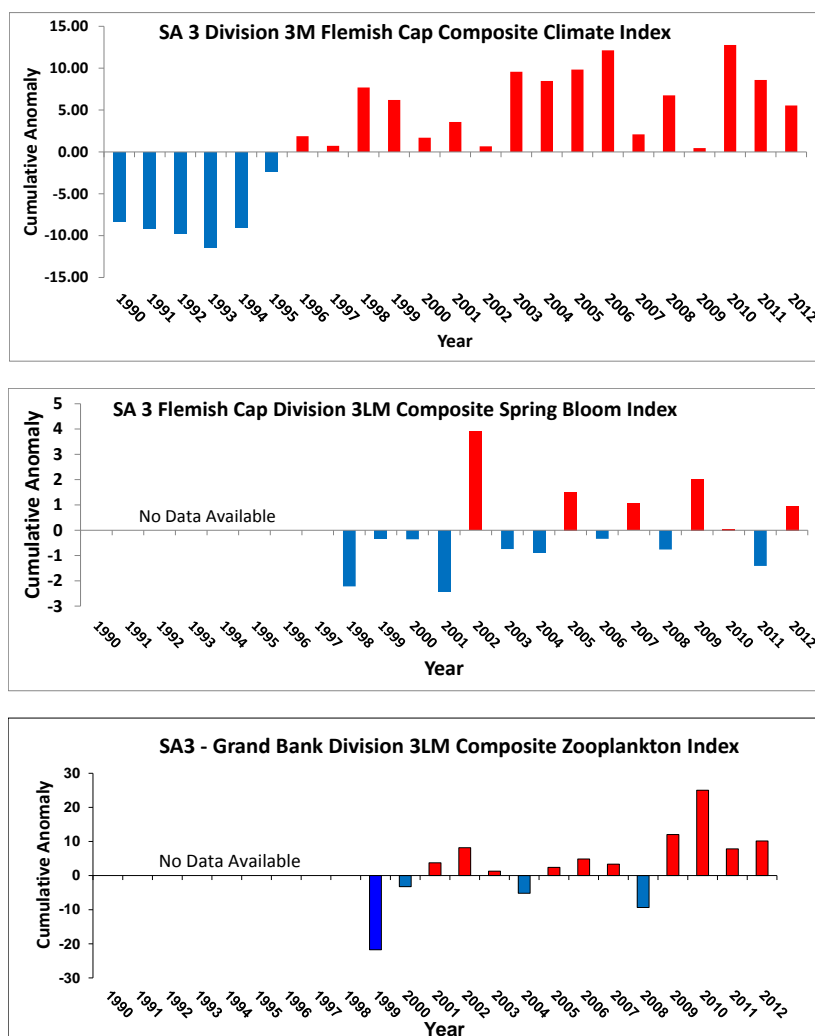 SA 3 Division 3M Flemish Cap Composite Climate Index
15.00
10.00
5.00
0.00
-5.00
-10.00
-15.00
Cumulative Anomaly
1990 1991 1992 1993 1994 1995 1996 1997 1998 1999 2000 2001 2002 2003 2004 2005 2006 2007 2008 2009 2010 2011 2012
Year
SA 3 Flemish Cap Division 3LM Composite Spring Bloom Index
5
4
3
2
1
0
-1
-2
-3
Cumulative Anomaly
No Data Available
1990 1991 1992 1993 1994 1995 1996 1997 1998 1999 2000 2001 2002 2003 2004 2005 2006 2007 2008 2009 2010 2011 2012
Year
SA3 - Grand Bank Division 3LM Composite Zooplankton Index
30
20
10
0
-10
-20
-30
Cumulative Anomaly
No Data Available
1990 1991 1992 1993 1994 1995 1996 1997 1998 1999 2000 2001 2002 2003 2004 2005 2006 2007 2008 2009 2010 2011 2012
Year